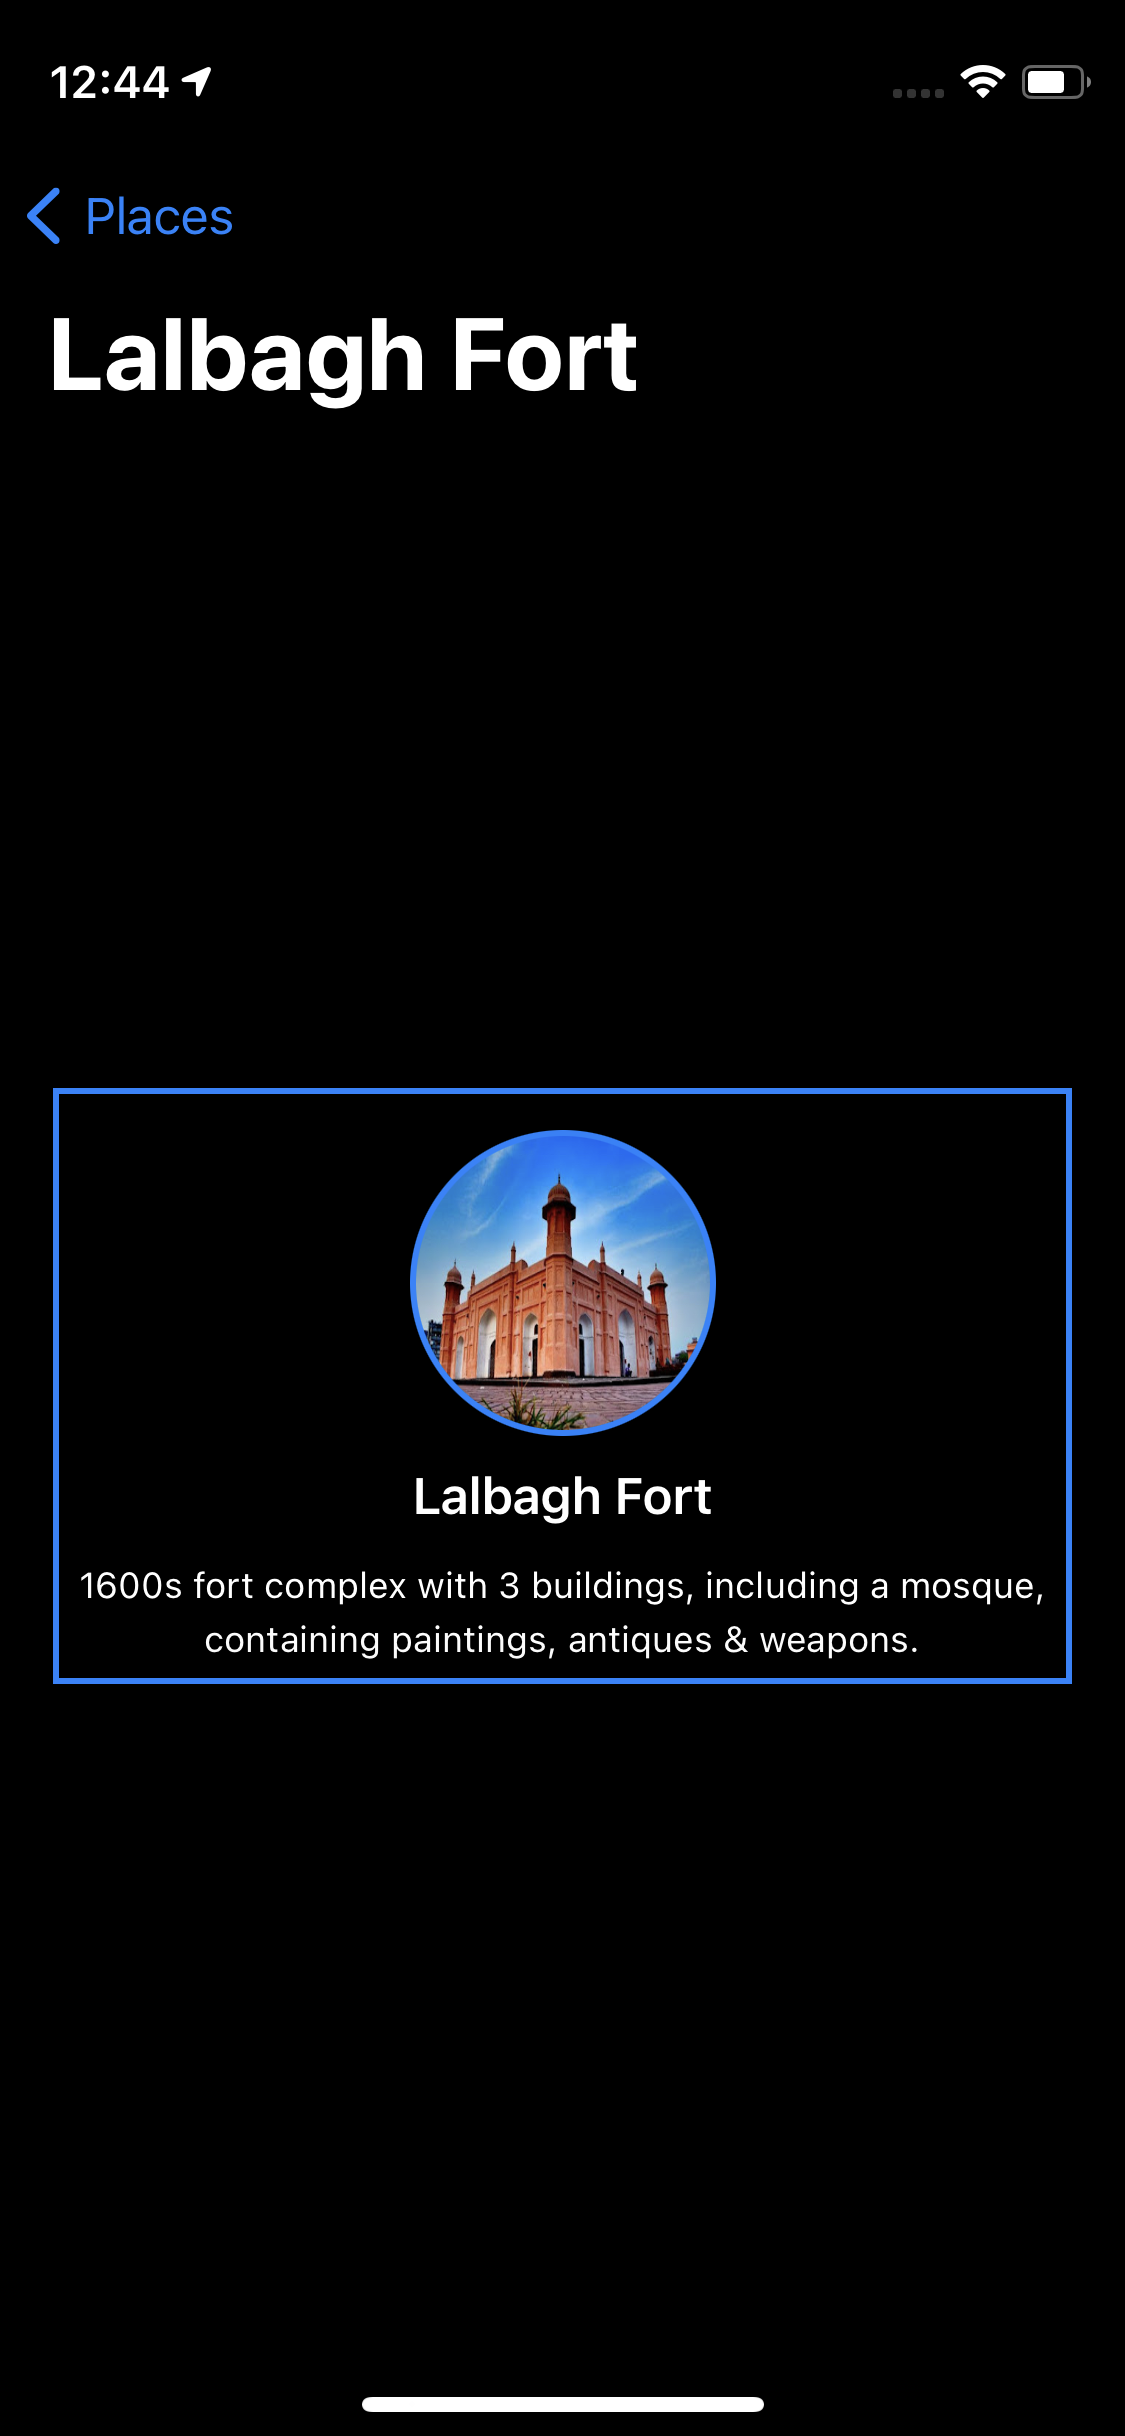 12:44
Places
Lalbagh Fort
Lalbagh Fort
1600s fort complex with 3 buildings, including a mosque,
containing paintings, antiques & weapons.